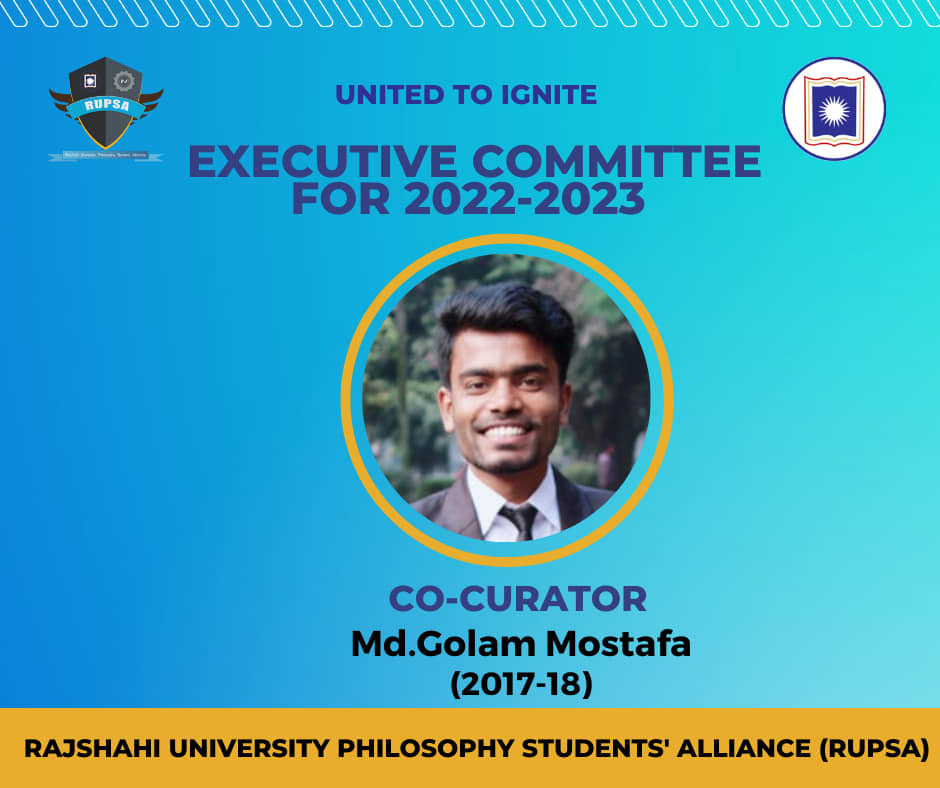 UNITED TO IGNITE
RUPSA
EXECUTIVE COMMITTEE
FOR 2022-2023
CO-CURATOR
Md.Golam Mostafa
(2017-18)
RAJSHAHI UNIVERSITY PHILOSOPHY STUDENTS' ALLIANCE (RUPSA)